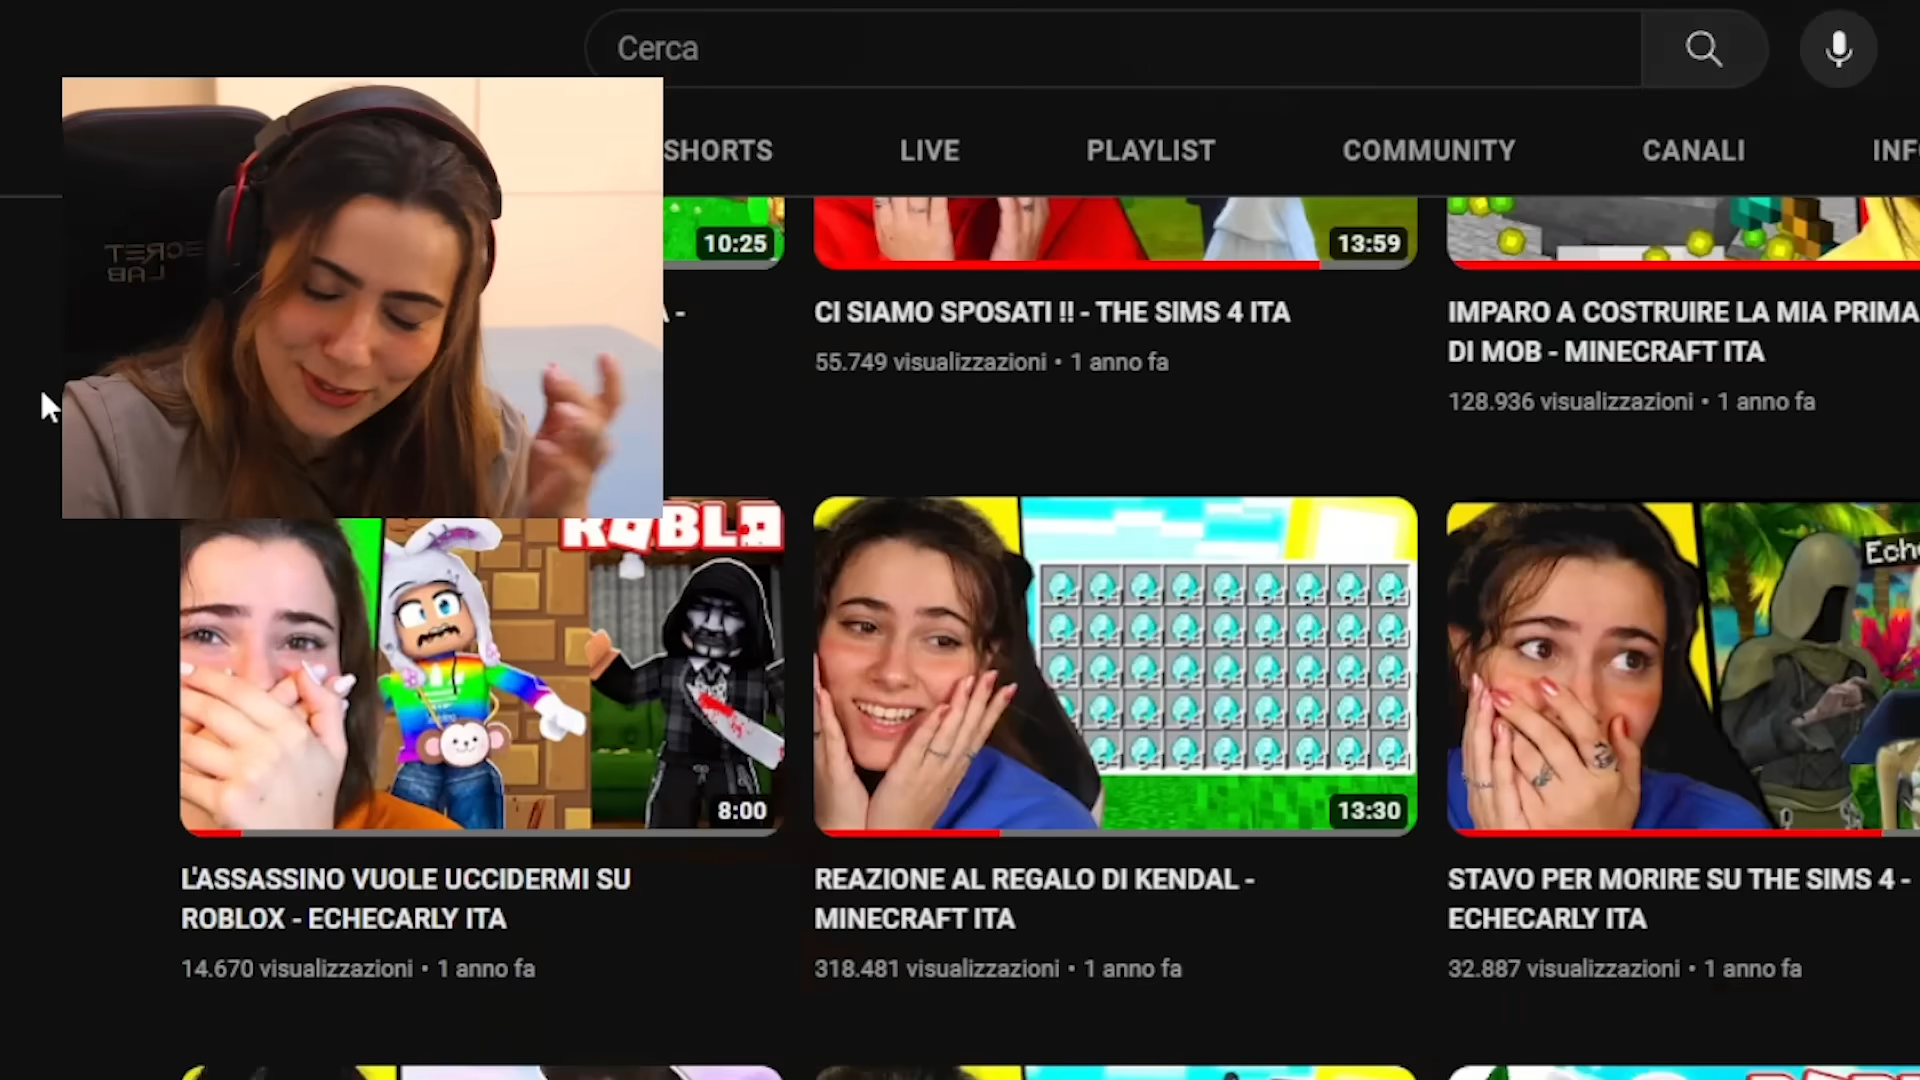 Cerca
SHORTS
LIVE
PLAYLIST
COMMUNITY
CANALI
SECRET
LAB
10:25
13:59
CI SIAMO SPOSATI !! - THE SIMS 4 ITA
55.749 visualizzazioni • 1 anno fa
IMPARO A COSTRUIRE LA MIA PRIMA
DI MOB - MINECRAFT ITA
128.936 visualizzazioni • 1 anno fa
8:00
13:30
L'ASSASSINO VUOLE UCCIDERMI SU
ROBLOX - ECHECARLY ITA
14.670 visualizzazioni • 1 anno fa
REAZIONE AL REGALO DI KENDAL -
MINECRAFT ITA
318.481 visualizzazioni • 1 anno fa
STAVO PER MORIRE SU THE SIMS 4 -
ECHECARLY ITA
32.887 visualizzazioni • 1 anno fa